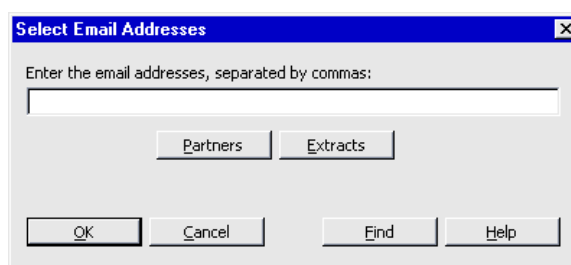 Select Email Addresses
Enter the email addresses, separated by commas:
Partners Extracts
OK Cancel Find Help